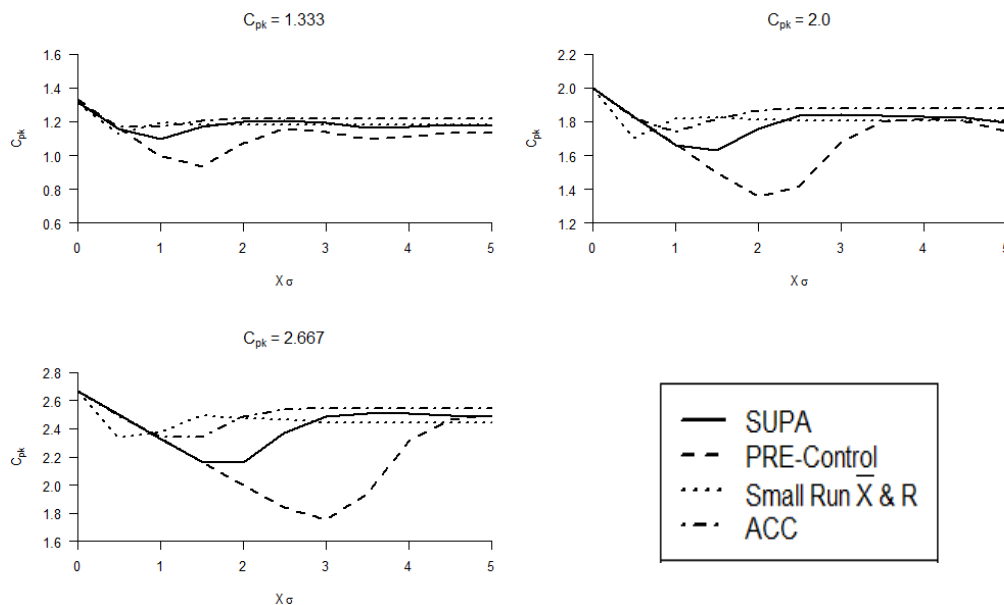 Cpk = 1.333
1.6
1.4
1.2
1.0
0.8
0.6
Cpk
0 1 2 3 4 5
X σ
Cpk = 2.0
2.2
2.0
1.8
1.6
1.4
1.2
Cpk
0 1 2 3 4 5
X σ
Cpk = 2.667
2.8
2.6
2.4
2.2
2.0
1.8
1.6
Cpk
0 1 2 3 4 5
X σ
SUPA
PRE-Control
Small Run X̅ & R
ACC